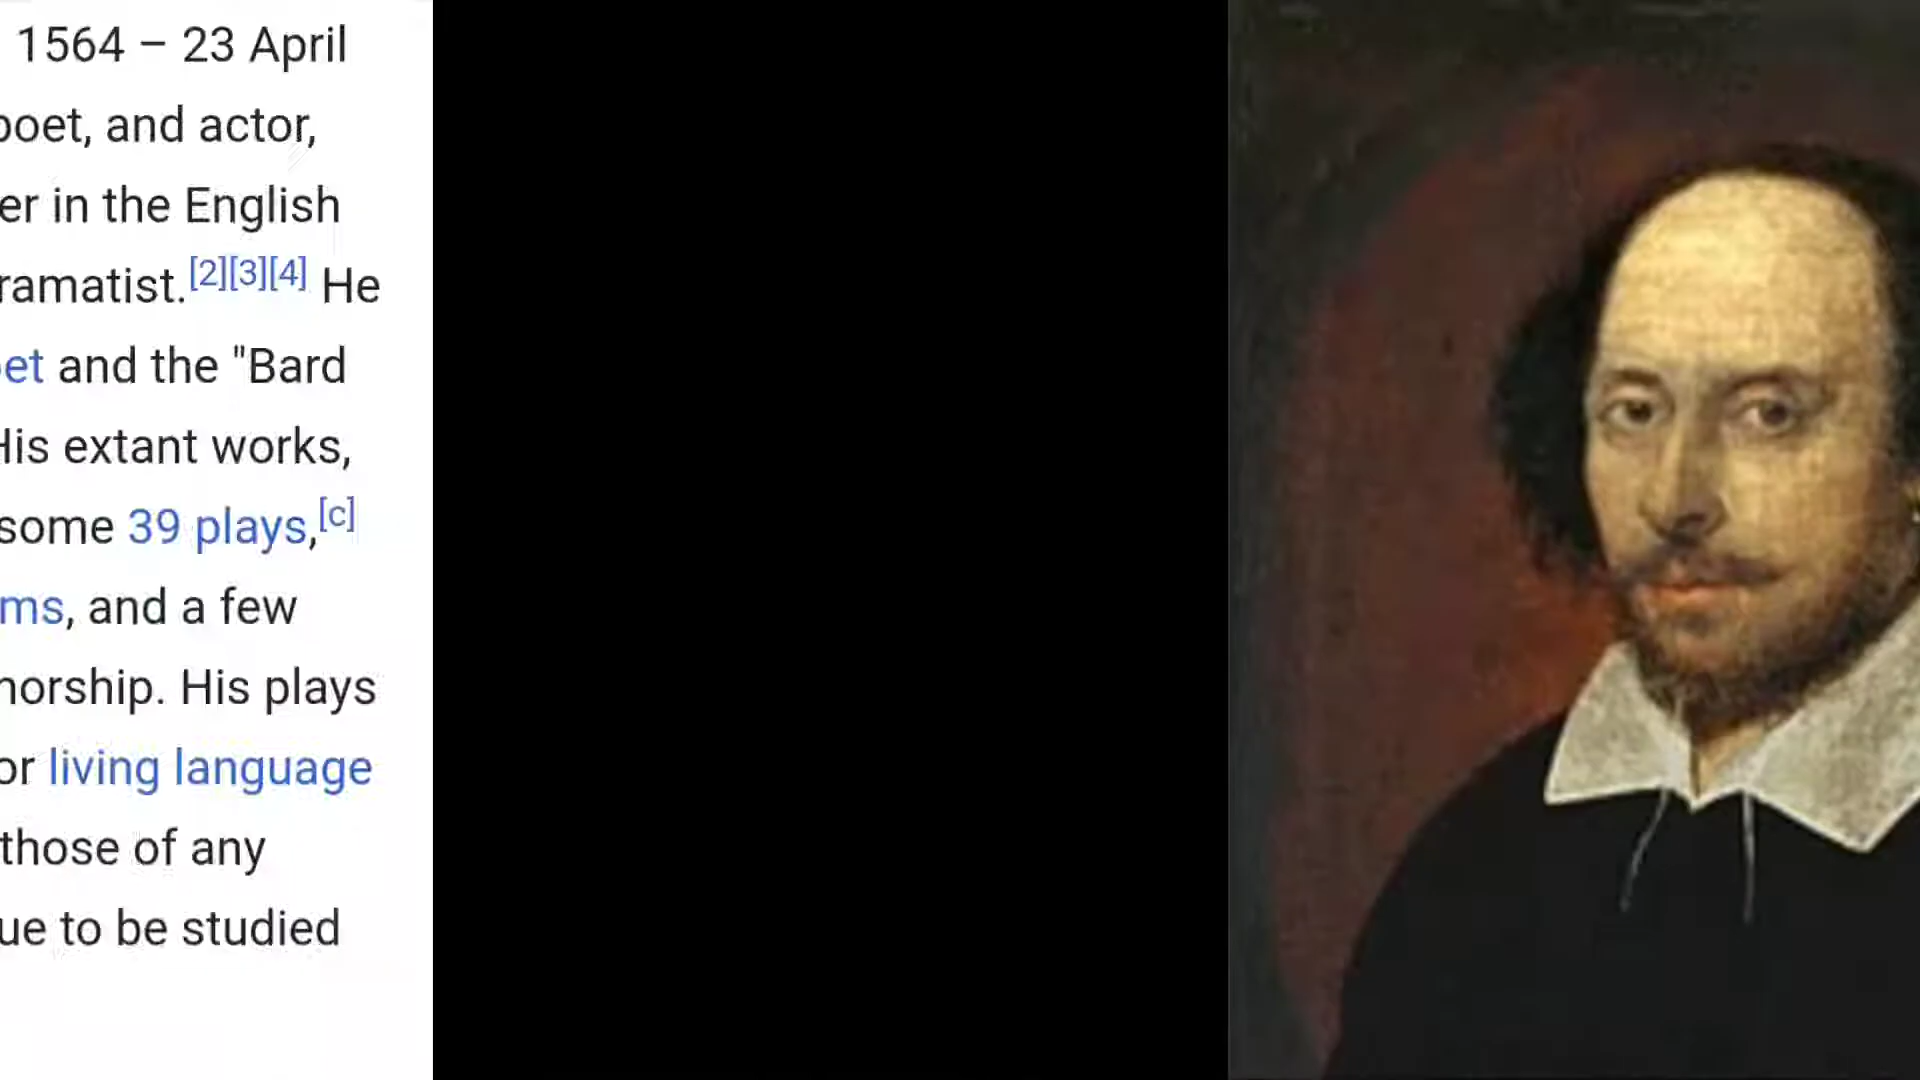 1564 – 23 April
poet, and actor,
er in the English
ramatist.[2][3][4] He
et and the "Bard
His extant works,
some 39 plays,[c]
ms, and a few
horship. His plays
or living language
those of any
ue to be studied